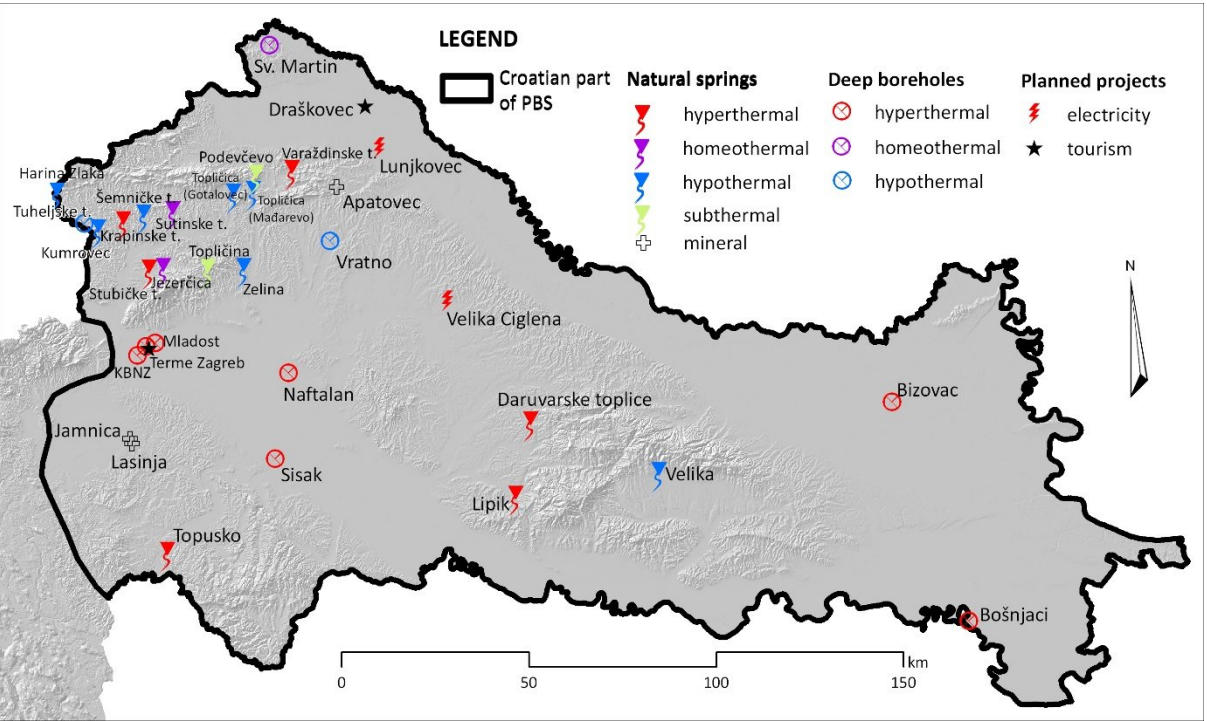 LEGEND
Croatian part
of PBS
Natural springs
hyperthermal
homeothermal
hypothermal
subthermal
mineral
Deep boreholes
hyperthermal
homeothermal
hypothermal
Planned projects
electricity
tourism
N
Sv. Martin
Draškovec
Lunjkovec
Varaždinske t.
Podevčevo
Topličica
(Gotalovec)
Topličica
(Mađarevo)
Apatovec
Harina Zlaka
Šemničke t.
Tuheljske t.
Sutinske t.
Krapinske t.
Kumrovec
Vratno
Topličina
Jezerčica
Zelina
Stubičke t.
Velika Ciglena
Mladost
Terme Zagreb
KBNZ
Naftalan
Bizovac
Daruvarske toplice
Jamnica
Lasinja
Sisak
Velika
Lipik
Topusko
Bošnjaci
km
0
50
100
150